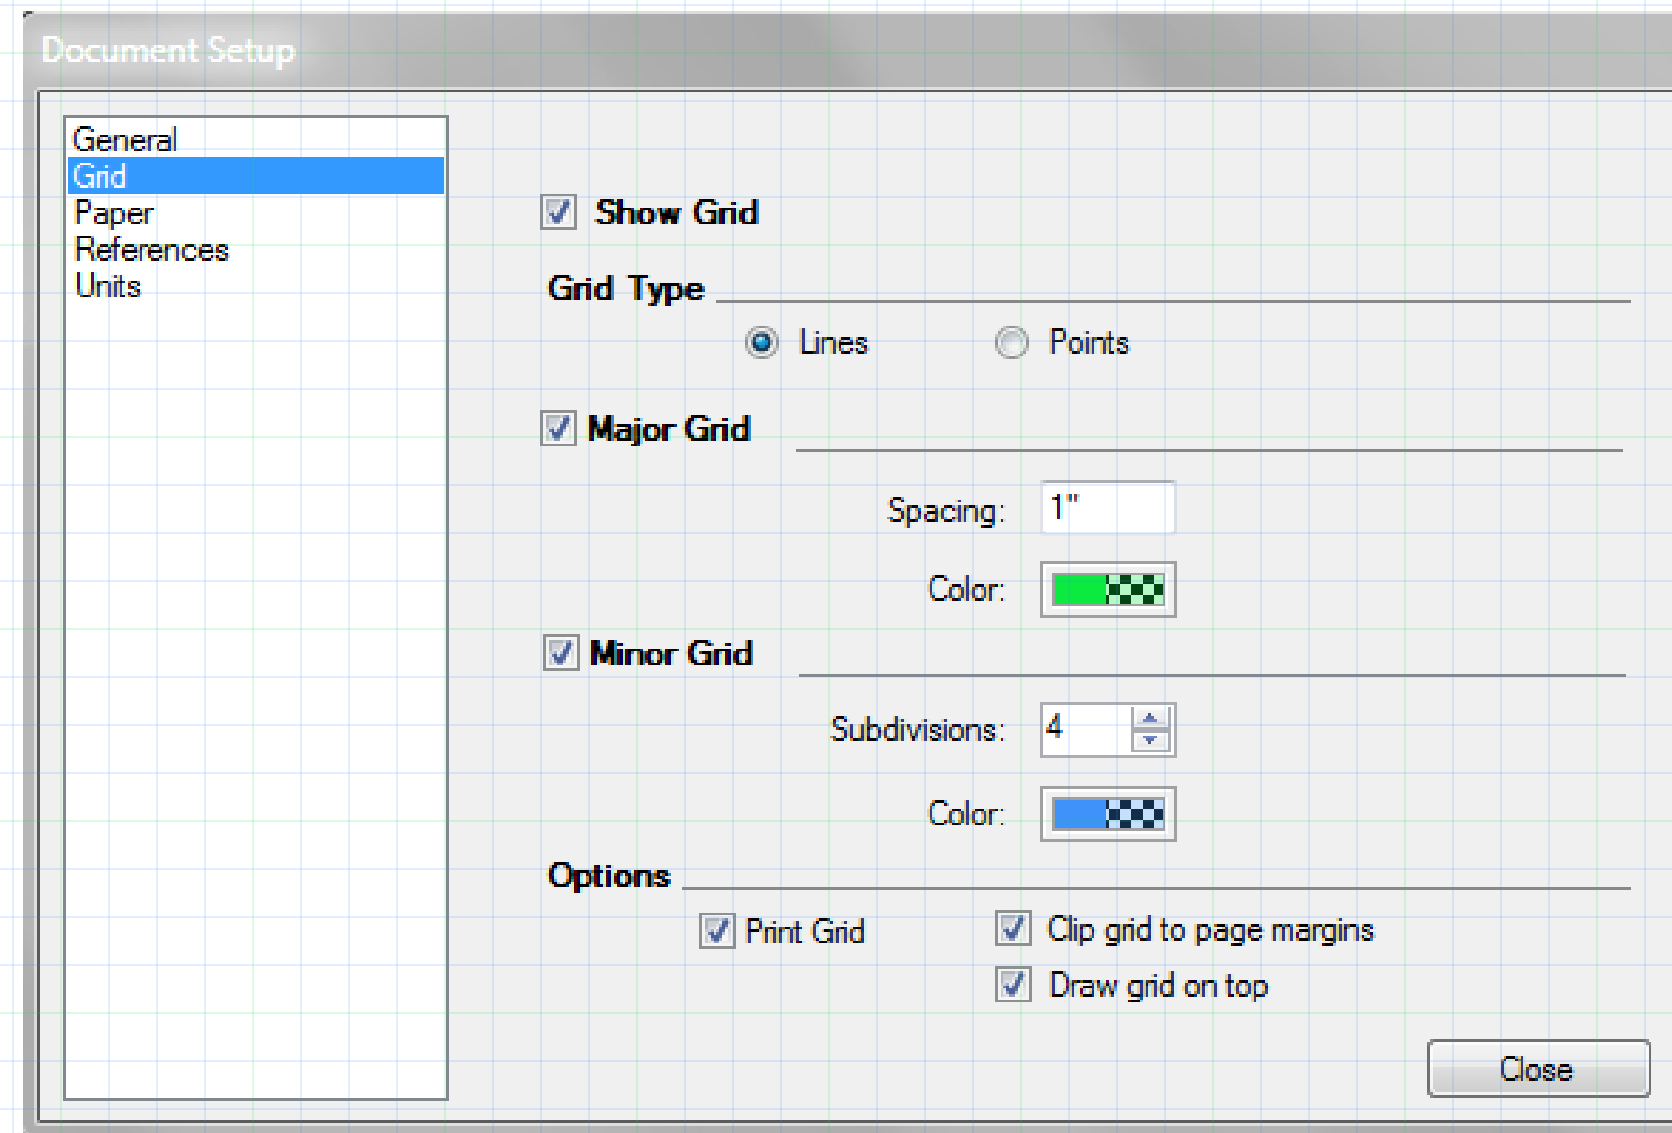 Document Setup
General
Grid
Paper
References
Units
Show Grid
Grid Type
Lines Points
Major Grid
Spacing: 1"
Color:
Minor Grid
Subdivisions: 4
Color:
Options
Print Grid Clip grid to page margins
Draw grid on top
Close